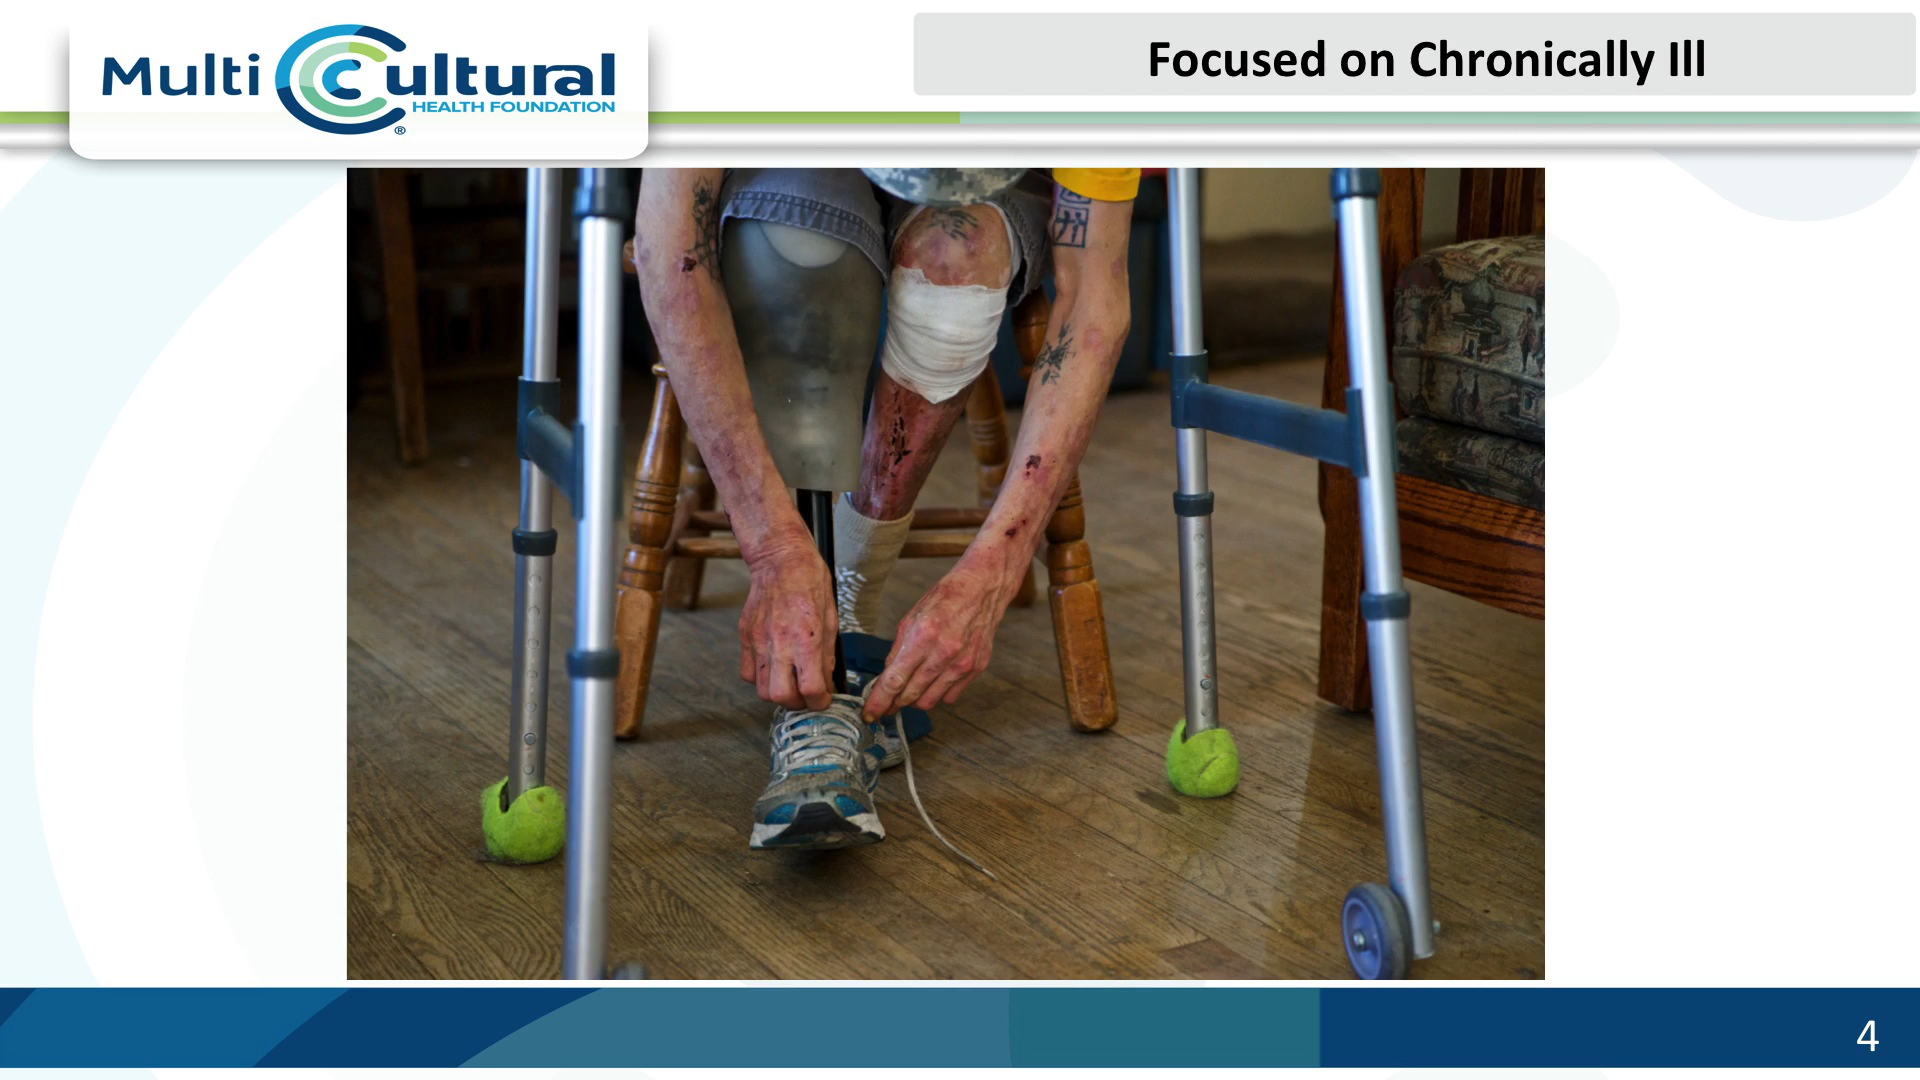 Multi Cultural
HEALTH FOUNDATION
®
Focused on Chronically Ill
4